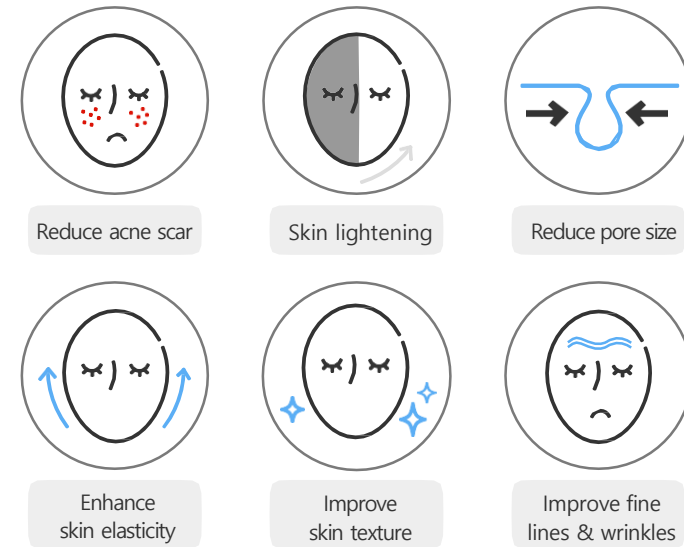 Reduce acne scar
Skin lightening
Reduce pore size
Enhance
skin elasticity
Improve
skin texture
Improve fine
lines & wrinkles